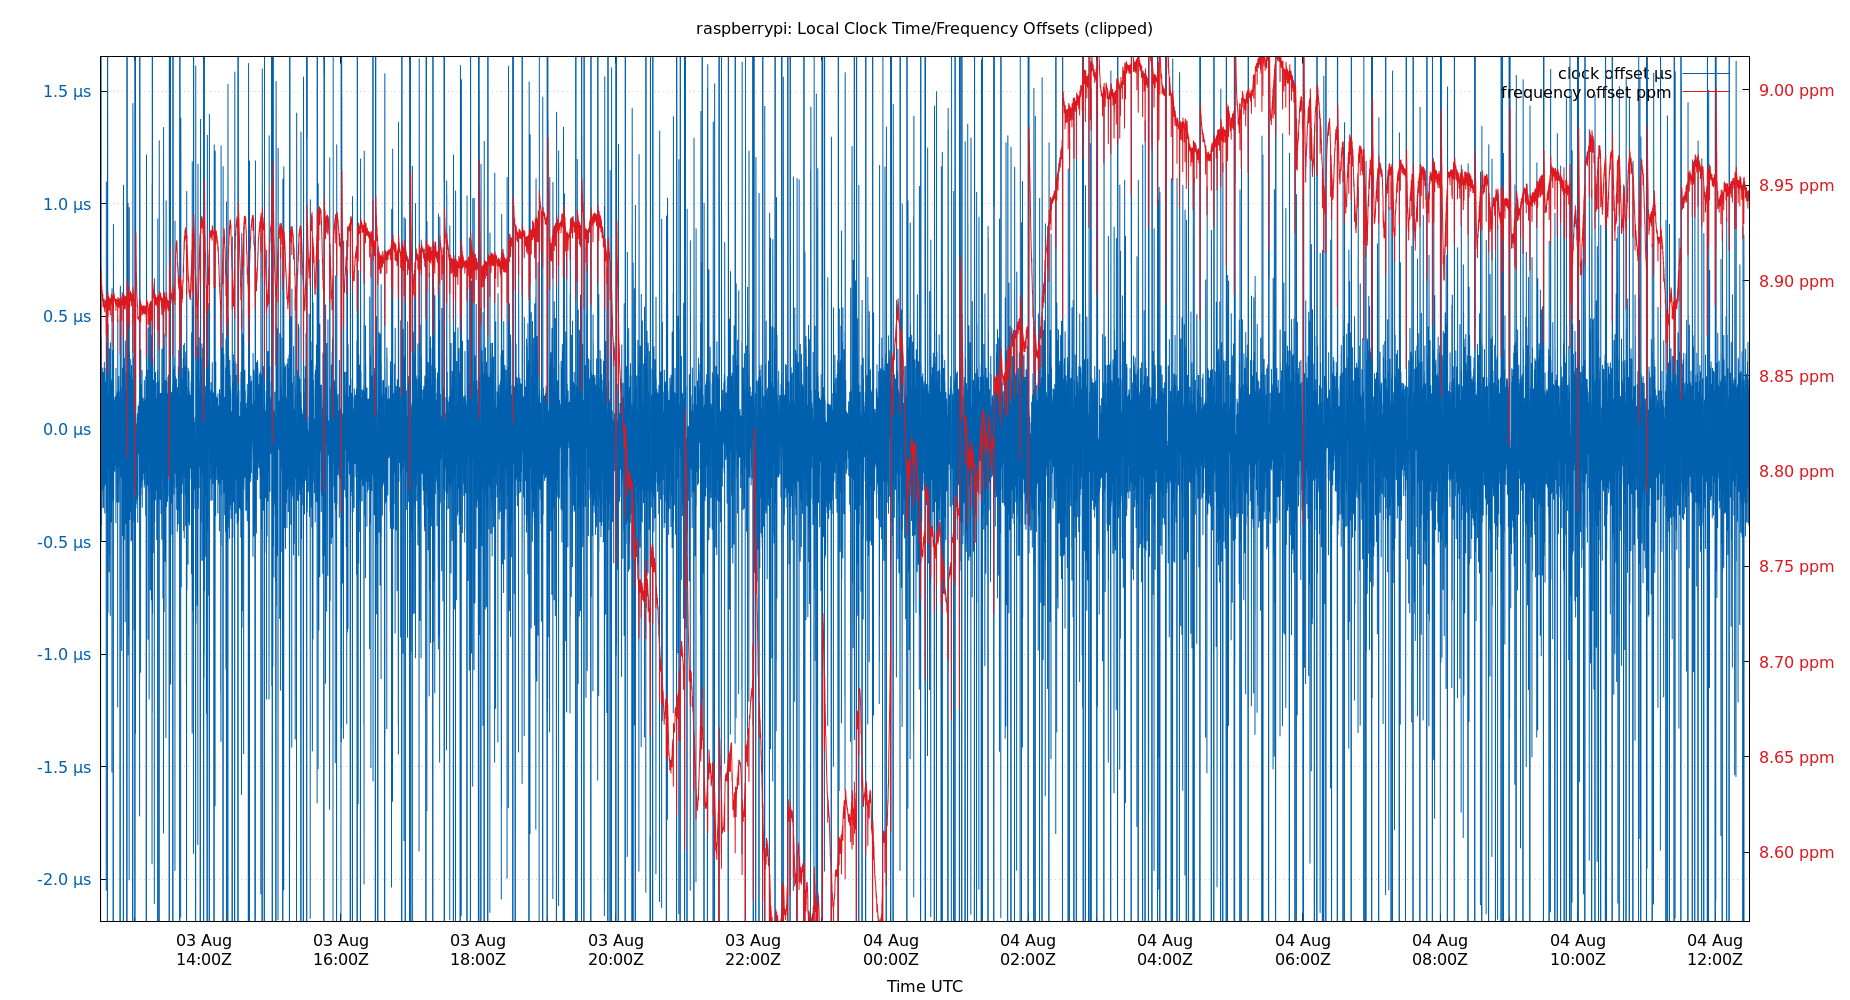 raspberrypi: Local Clock Time/Frequency Offsets (clipped)
clock offset µs
frequency offset ppm
1.5 µs
1.0 µs
0.5 µs
0.0 µs
-0.5 µs
-1.0 µs
-1.5 µs
-2.0 µs
9.00 ppm
8.95 ppm
8.90 ppm
8.85 ppm
8.80 ppm
8.75 ppm
8.70 ppm
8.65 ppm
8.60 ppm
03 Aug 03 Aug 03 Aug 03 Aug 03 Aug 04 Aug 04 Aug 04 Aug 04 Aug 04 Aug 04 Aug 04 Aug
14:00Z 16:00Z 18:00Z 20:00Z 22:00Z 00:00Z 02:00Z 04:00Z 06:00Z 08:00Z 10:00Z 12:00Z
Time UTC